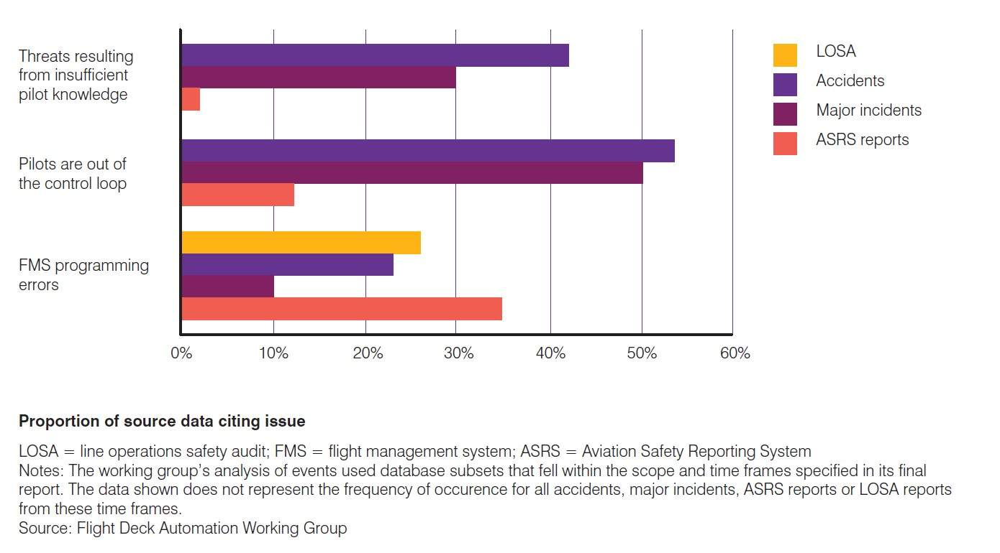 Threats resulting
from insufficient
pilot knowledge
Pilots are out of
the control loop
FMS programming
errors
0% 10% 20% 30% 40% 50% 60%
LOSA
Accidents
Major incidents
ASRS reports
Proportion of source data citing issue
LOSA = line operations safety audit; FMS = flight management system; ASRS = Aviation Safety Reporting System
Notes: The working group's analysis of events used database subsets that fell within the scope and time frames specified in its final
report. The data shown does not represent the frequency of occurence for all accidents, major incidents, ASRS reports or LOSA reports
from these time frames.
Source: Flight Deck Automation Working Group